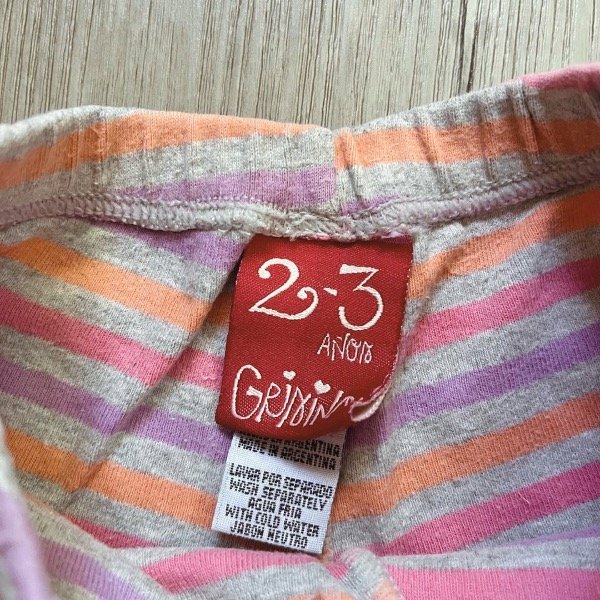 2-3
AÑOS
MADE IN ARGENTINA
LAVAR POR SEPARADO
WASH SEPARATELY
AGUA FRIA
WITH COLD WATER
JABON NEUTRO